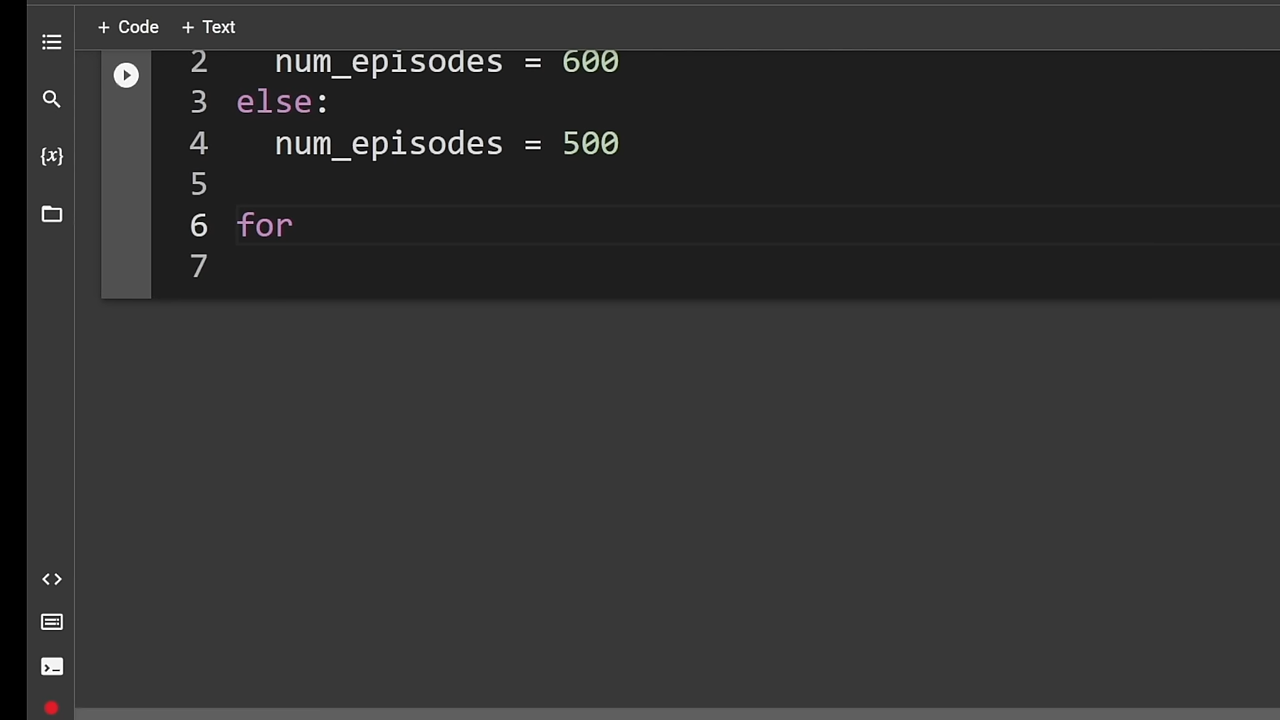 + Code + Text
2 num_episodes = 600
3 else:
4 num_episodes = 500
5
6 for
7
{x}